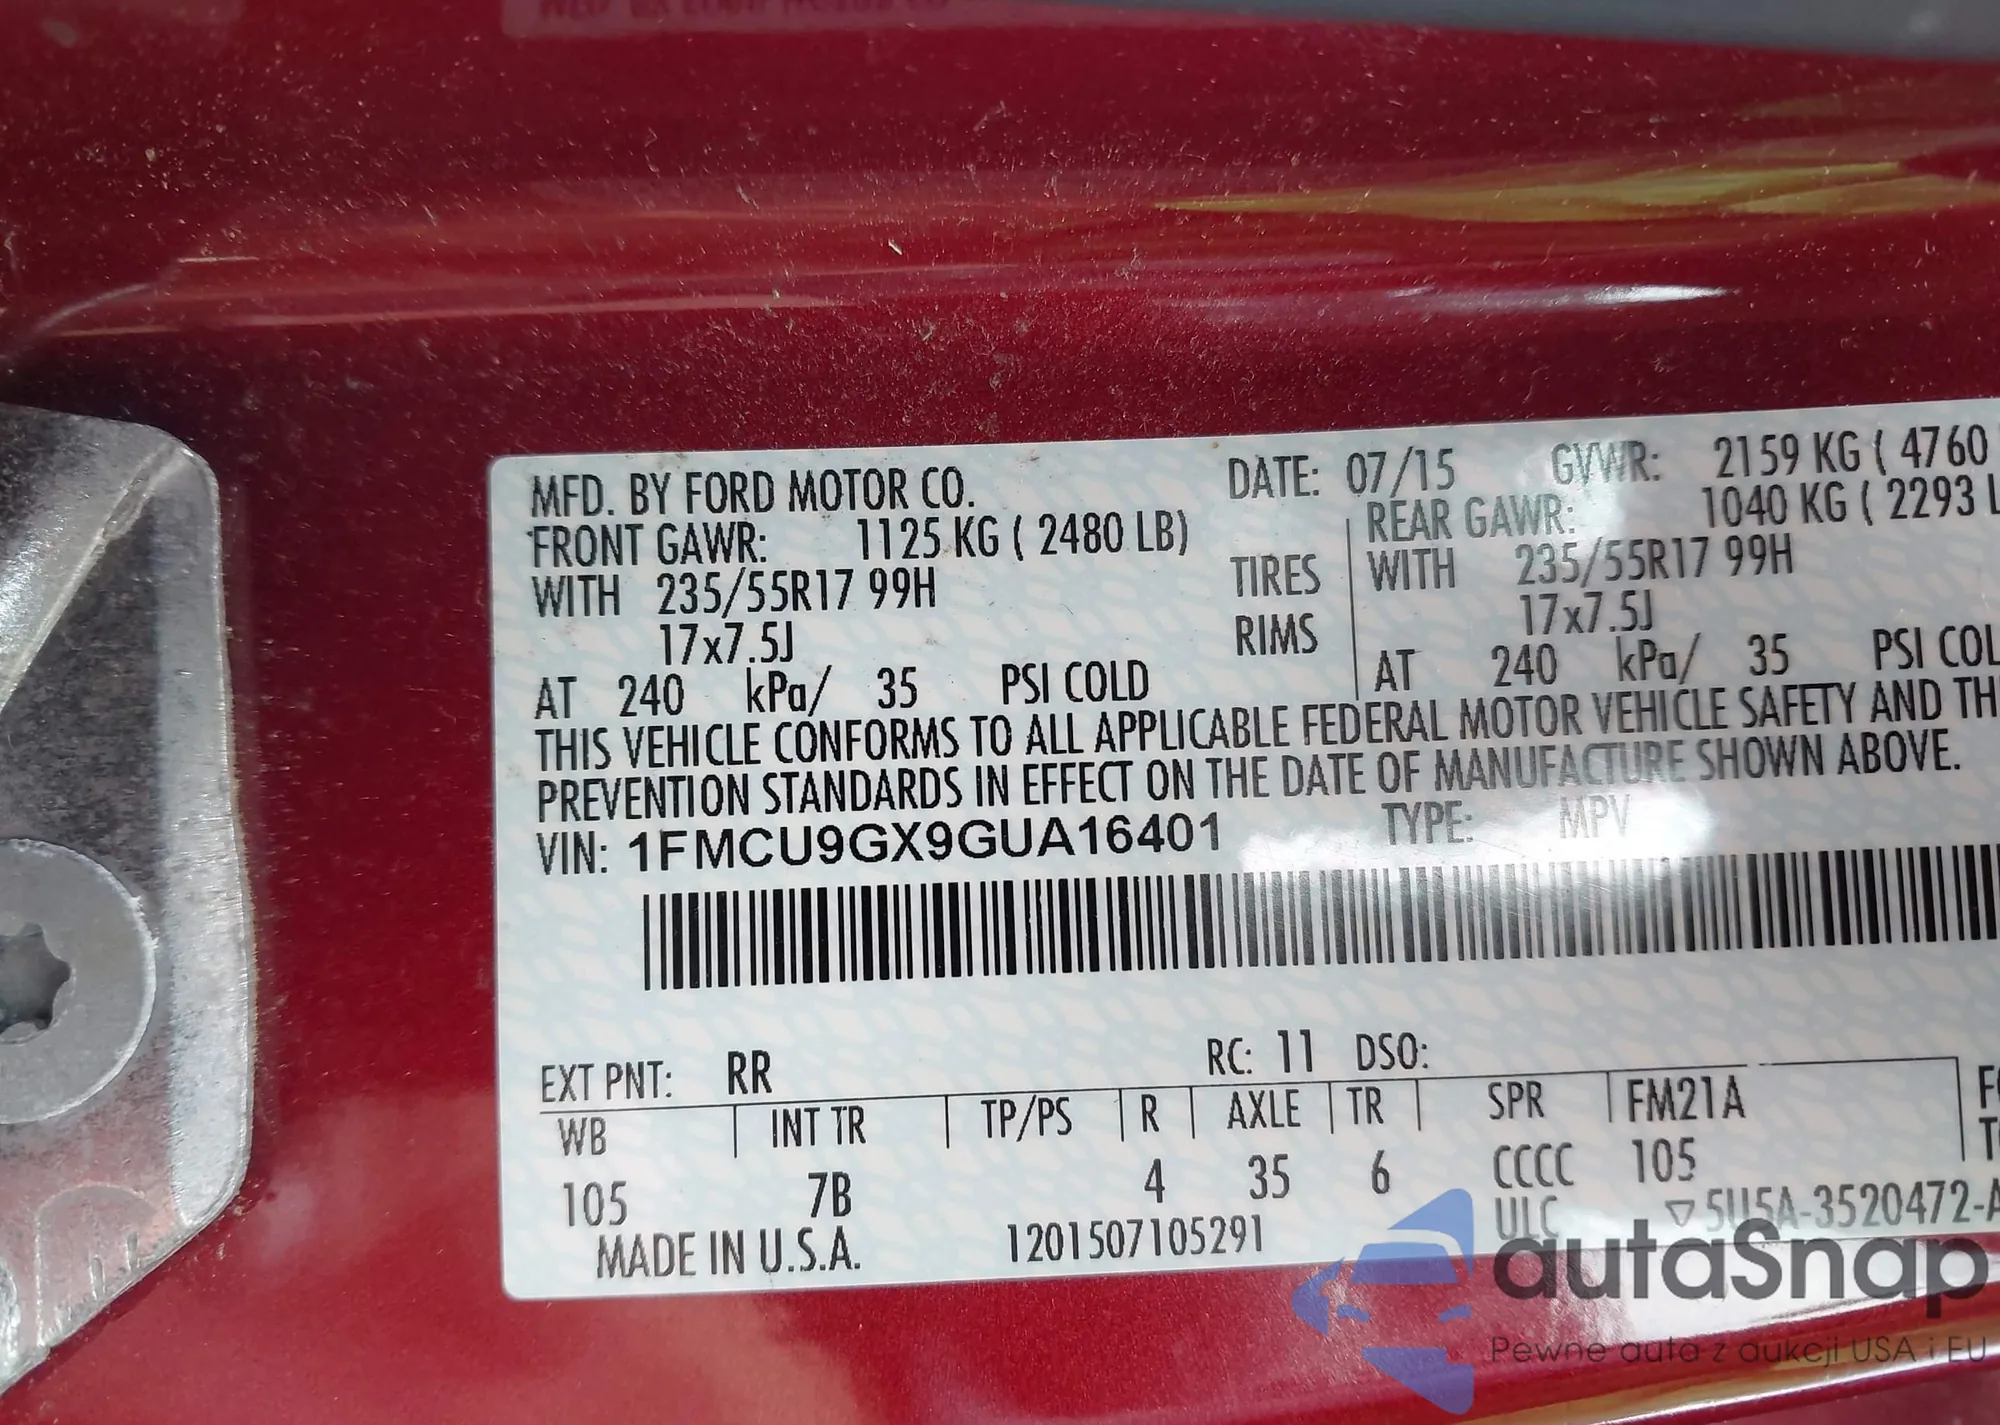 MFD. BY FORD MOTOR CO. DATE: 07/15 GVWR: 2159 KG ( 4760
FRONT GAWR: 1125 KG ( 2480 LB) REAR GAWR: 1040 KG ( 2293 L
WITH 235/55R17 99H TIRES WITH 235/55R17 99H
17x7.5J RIMS 17x7.5J
AT 240 kPa/ 35 PSI COLD AT 240 kPa/ 35 PSI COL
THIS VEHICLE CONFORMS TO ALL APPLICABLE FEDERAL MOTOR VEHICLE SAFETY AND TH
PREVENTION STANDARDS IN EFFECT ON THE DATE OF MANUFACTURE SHOWN ABOVE.
VIN: 1FMCU9GX9GUA16401 TYPE: MPV
EXT PNT: RR RC: 11 DSO:
WB INT TR TP/PS R AXLE TR SPR FM21A
105 7B 4 35 6 CCCC 105
ULC ▽5U5A-3520472-A
MADE IN U.S.A. 1201507105291
autaSnap
Pewne auta z aukcji USA i EU